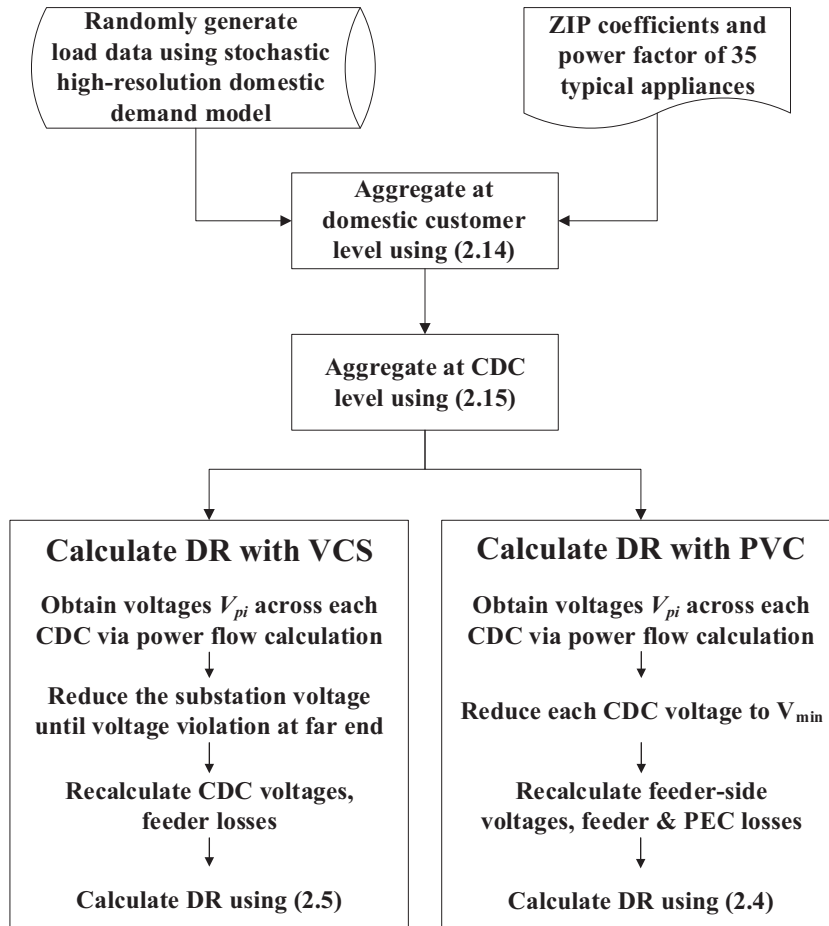 Randomly generate
load data using stochastic
high-resolution domestic
demand model
ZIP coefficients and
power factor of 35
typical appliances
Aggregate at
domestic customer
level using (2.14)
Aggregate at CDC
level using (2.15)
Calculate DR with VCS
Obtain voltages V_pi across each
CDC via power flow calculation
Reduce the substation voltage
until voltage violation at far end
Recalculate CDC voltages,
feeder losses
Calculate DR using (2.5)
Calculate DR with PVC
Obtain voltages V_pi across each
CDC via power flow calculation
Reduce each CDC voltage to V_min
Recalculate feeder-side
voltages, feeder & PEC losses
Calculate DR using (2.4)